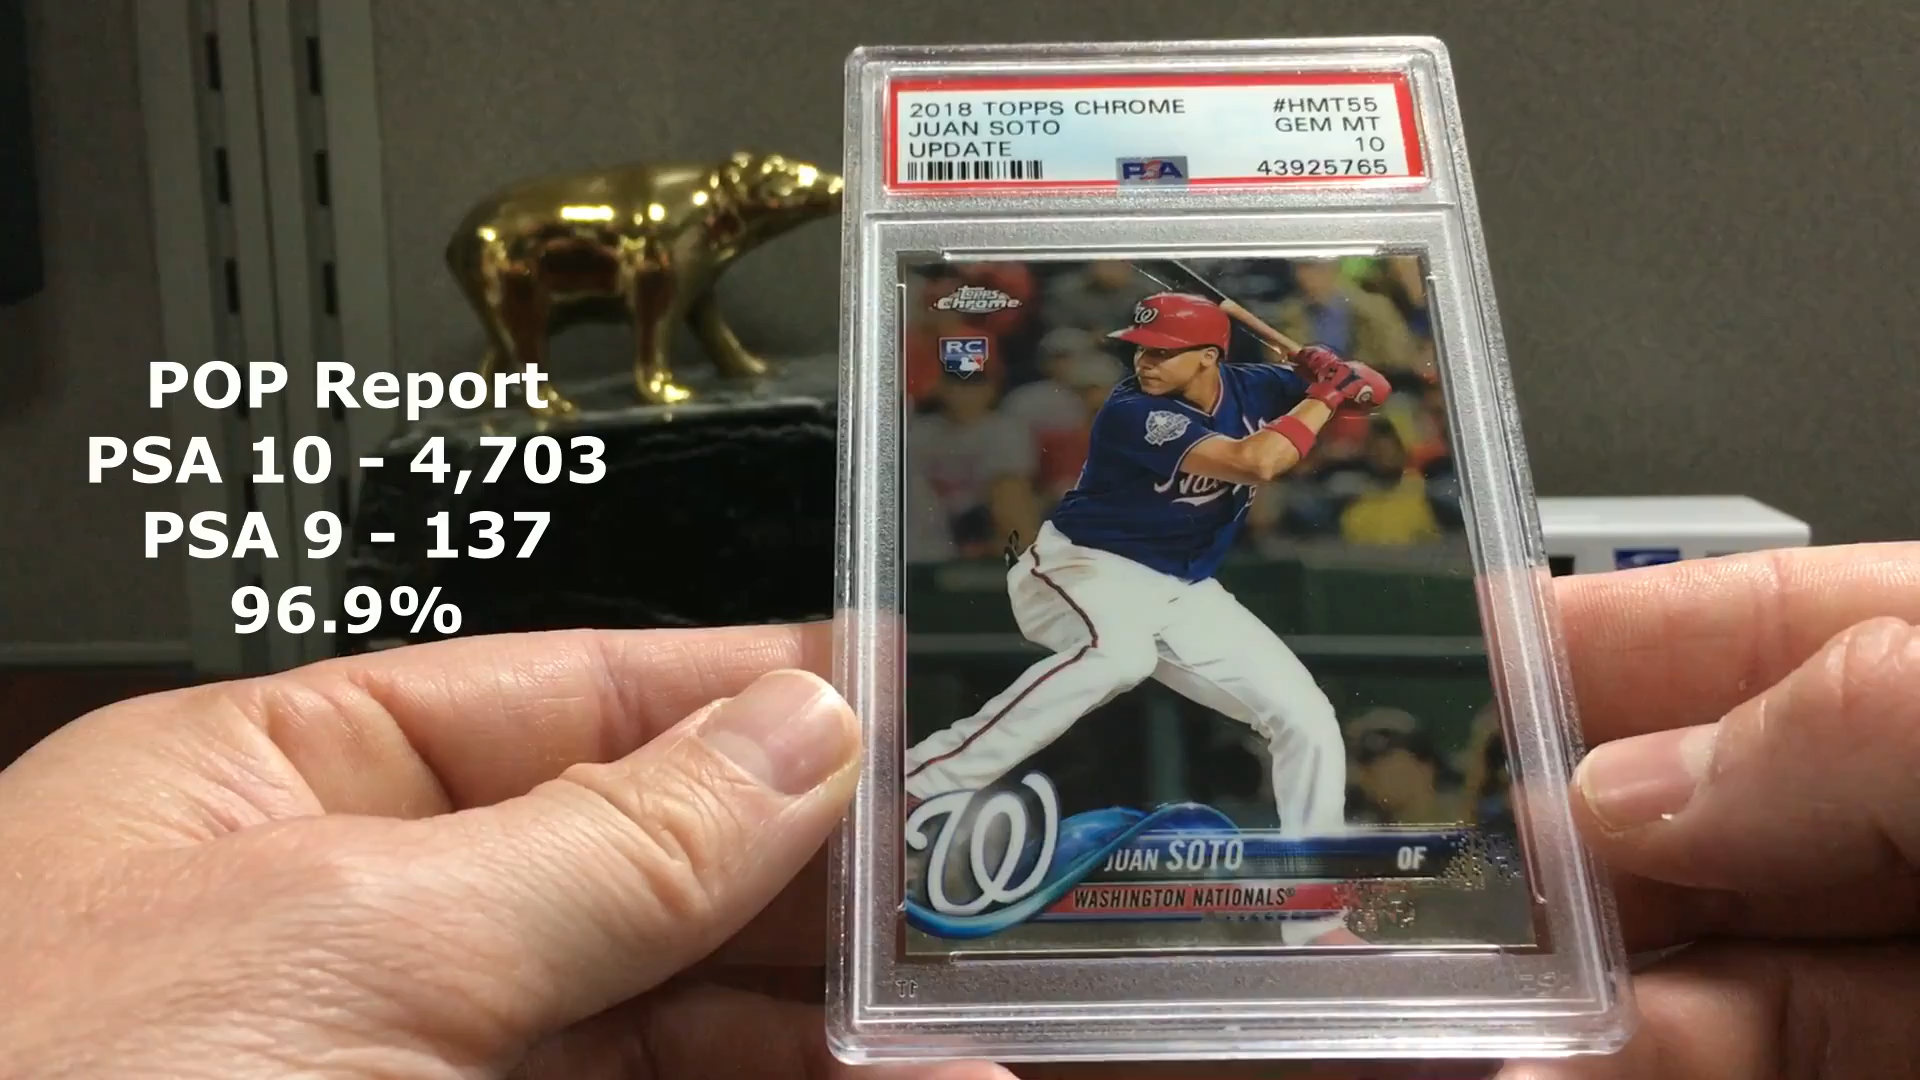 POP Report
PSA 10 - 4,703
PSA 9 - 137
96.9%
2018 TOPPS CHROME #HMT55
JUAN SOTO GEM MT
UPDATE 10
PSA 43925765
Topps
Chrome
RC
W
W
JUAN SOTO OF
WASHINGTON NATIONALS®